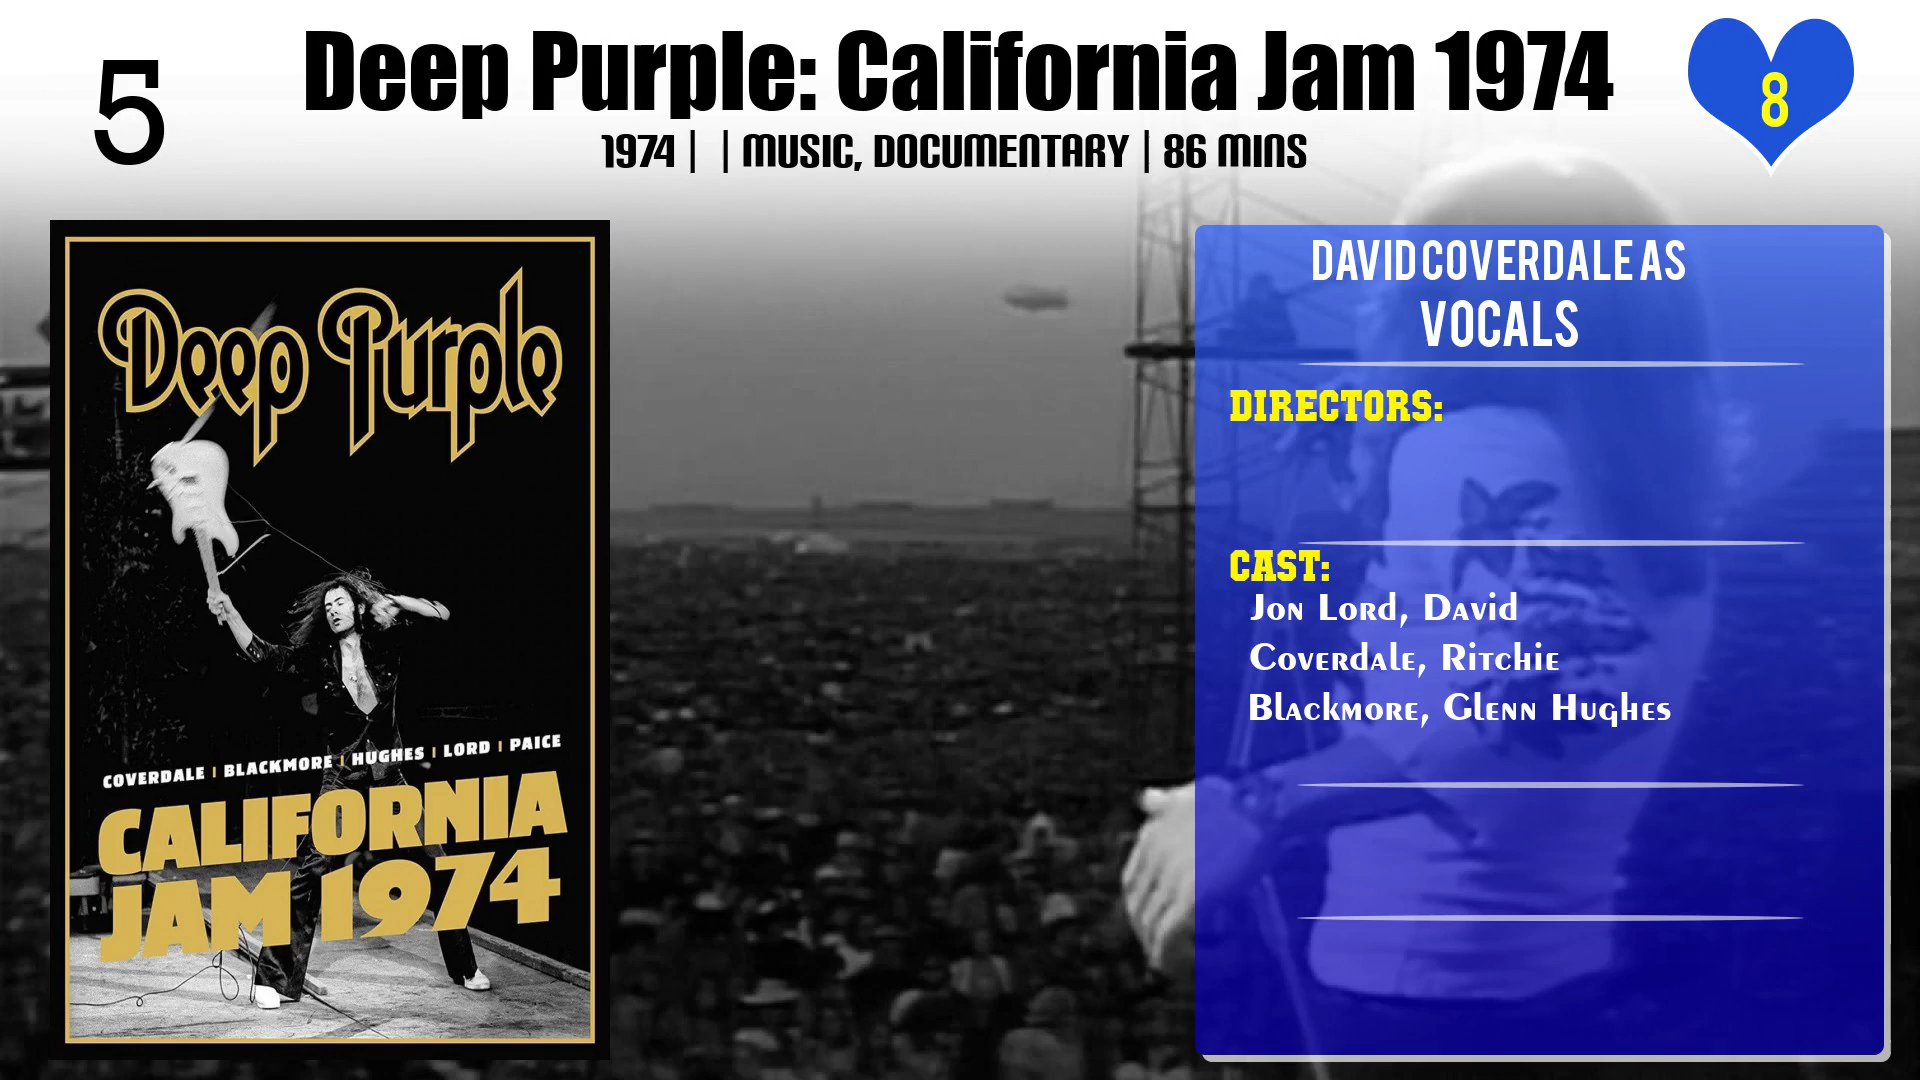 5
Deep Purple: California Jam 1974
8
1974 | | MUSIC, DOCUMENTARY | 86 MINS
Deep Purple
COVERDALE | BLACKMORE | HUGHES | LORD | PAICE
CALIFORNIA
JAM 1974
DAVID COVERDALE AS
VOCALS
DIRECTORS:
CAST:
Jon Lord, David
Coverdale, Ritchie
Blackmore, Glenn Hughes